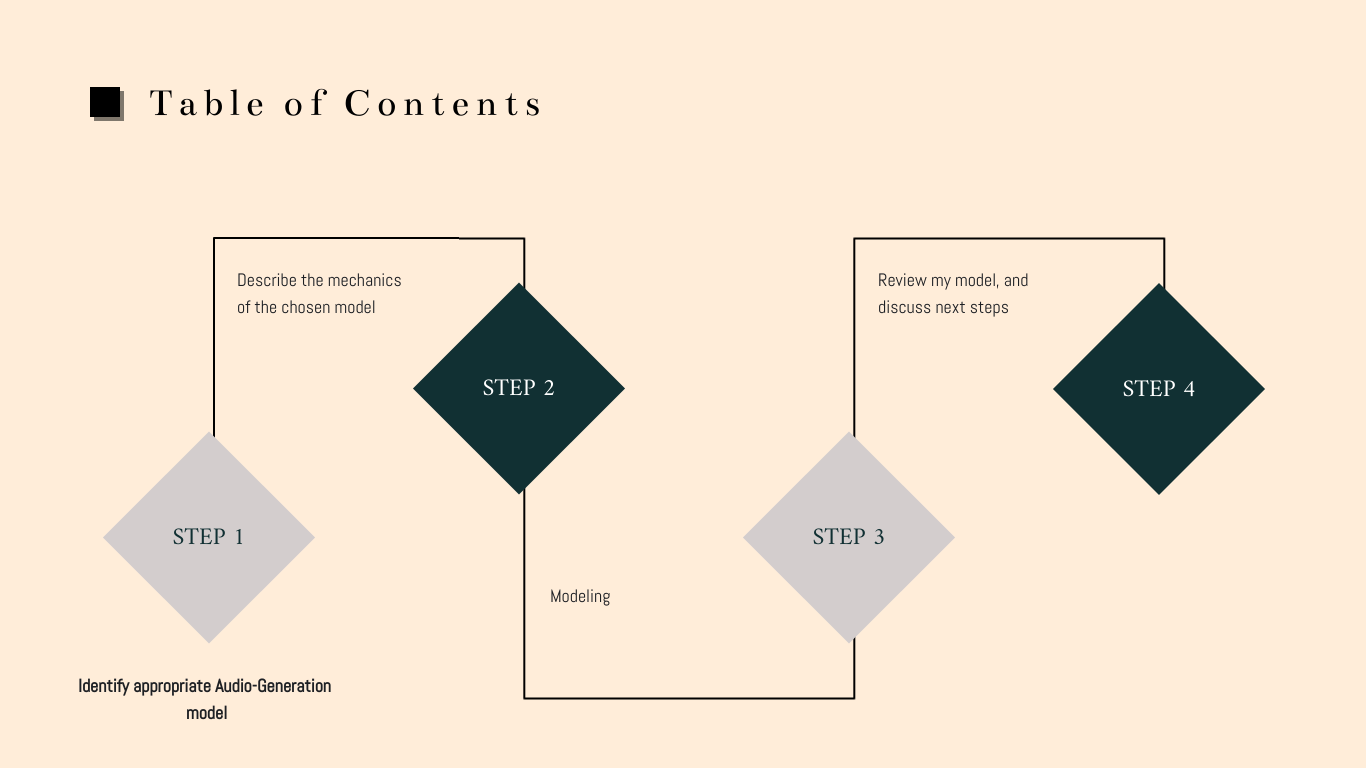 Table of Contents
Describe the mechanics
of the chosen model
STEP 2
STEP 1
Identify appropriate Audio-Generation
model
Modeling
Review my model, and
discuss next steps
STEP 4
STEP 3